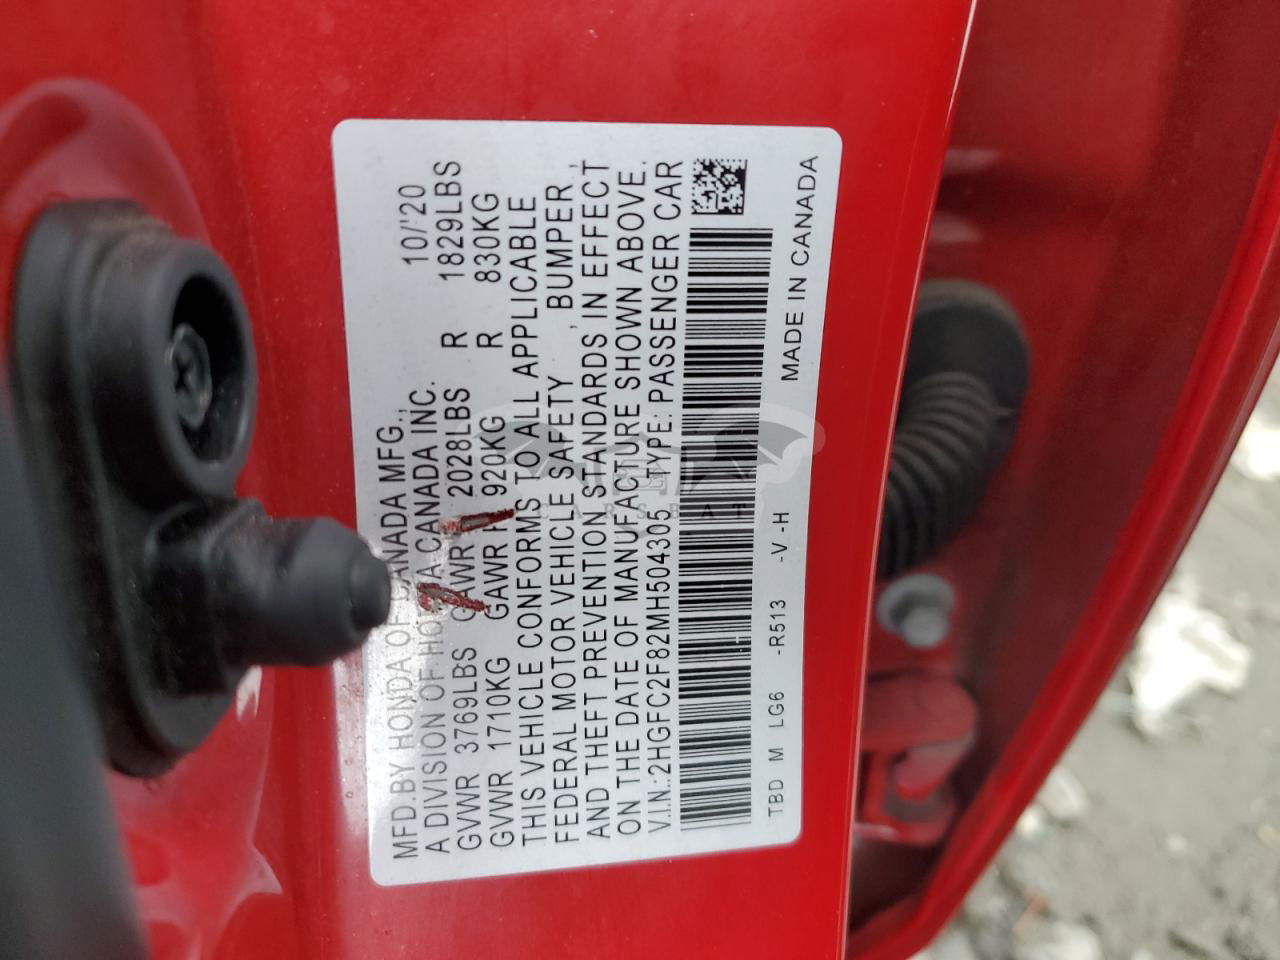 MFD.BY HONDA OF CANADA MFG., 10/'20
A DIVISION OF HONDA CANADA INC.
GVWR 3769LBS GAWR 2028LBS R 1829LBS
GVWR 1710KG GAWR F 920KG R 830KG
THIS VEHICLE CONFORMS TO ALL APPLICABLE
FEDERAL MOTOR VEHICLE SAFETY , BUMPER ,
AND THEFT PREVENTION STANDARDS IN EFFECT
ON THE DATE OF MANUFACTURE SHOWN ABOVE.
V.I.N.:2HGFC2F82MH504305 TYPE: PASSENGER CAR
TBD M LG6 -R513 -V -H MADE IN CANADA
CARSBAT